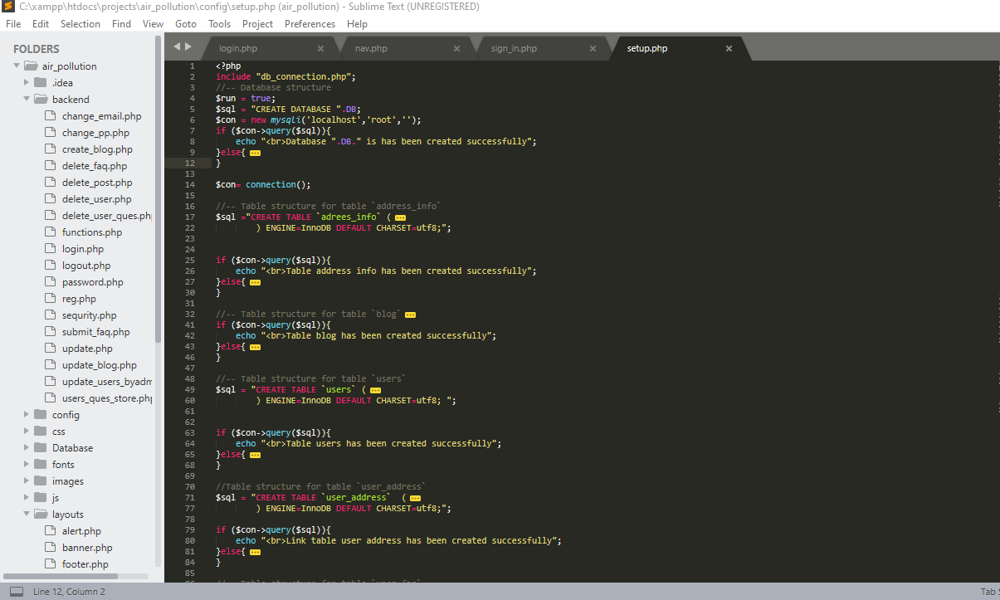 C:\xampp\htdocs\projects\air_pollution\config\setup.php (air_pollution) - Sublime Text (UNREGISTERED)
File Edit Selection Find View Goto Tools Project Preferences Help
FOLDERS
air_pollution
.idea
backend
change_email.php
change_pp.php
create_blog.php
delete_faq.php
delete_post.php
delete_user.php
delete_user_ques.php
functions.php
login.php
logout.php
password.php
reg.php
sequrity.php
submit_faq.php
update.php
update_blog.php
update_users_byadm
users_ques_store.php
config
css
Database
fonts
images
js
layouts
alert.php
banner.php
footer.php
login.php × nav.php × sign_in.php × setup.php ×
1 <?php
2 include "db_connection.php";
3 //-- Database structure
4 $run = true;
5 $sql = "CREATE DATABASE ".DB;
6 $con = new mysqli('localhost','root','');
7 if ($con->query($sql)){
8 echo "<br>Database ".DB." is has been created successfully";
9 }else{
12 }
13
14 $con= connection();
15
16 //-- Table structure for table `address_info`
17 $sql ="CREATE TABLE `adrees_info` (
22 ) ENGINE=InnoDB DEFAULT CHARSET=utf8;";
23
24
25 if ($con->query($sql)){
26 echo "<br>Table address info has been created successfully";
27 }else{
30 }
31
32 //-- Table structure for table `blog`
41 if ($con->query($sql)){
42 echo "<br>Table blog has been created successfully";
43 }else{
46 }
47
48 //-- Table structure for table `users`
49 $sql = "CREATE TABLE `users` (
60 ) ENGINE=InnoDB DEFAULT CHARSET=utf8; ";
61
62
63 if ($con->query($sql)){
64 echo "<br>Table users has been created successfully";
65 }else{
68 }
69
70 //Table structure for table `user_address`
71 $sql = "CREATE TABLE `user_address` (
77 ) ENGINE=InnoDB DEFAULT CHARSET=utf8;";
78
79 if ($con->query($sql)){
80 echo "<br>Link table user address has been created successfully";
81 }else{
84 }
85
Line 12, Column 2
Tab